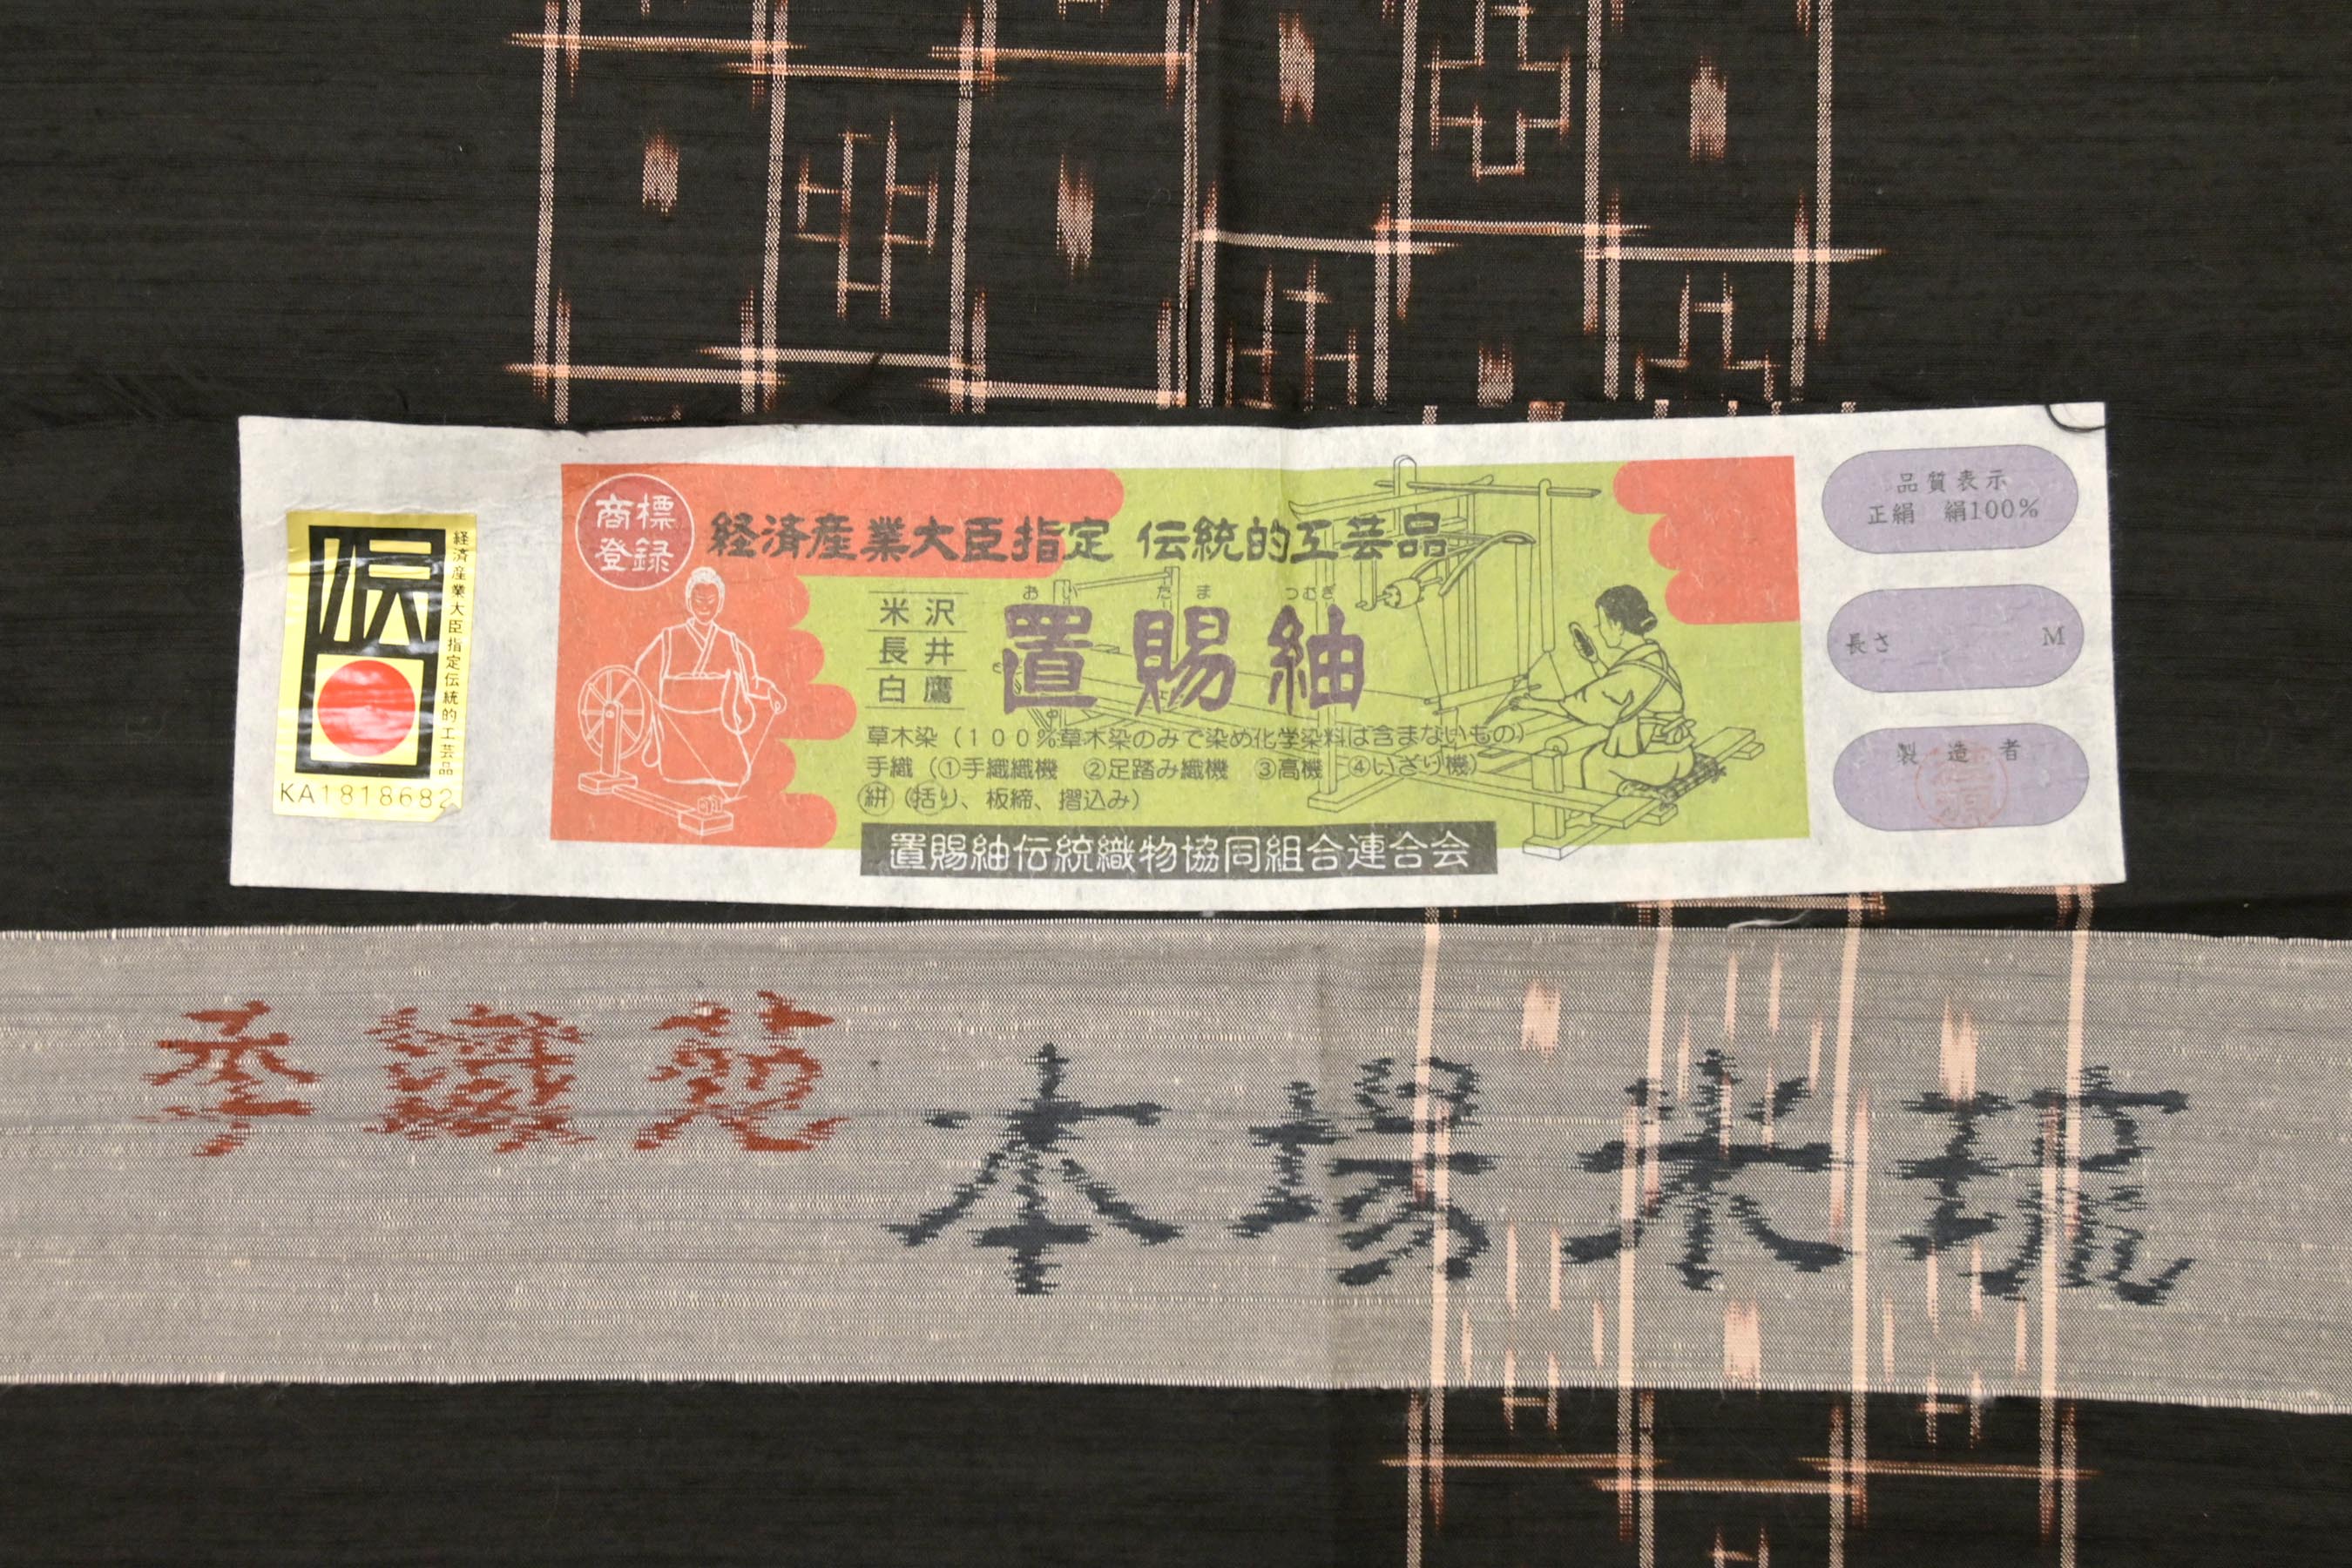 経済産業大臣指定伝統的工芸品
KA1818682
商標
登録
経済産業大臣指定 伝統的工芸品
米沢
長井
白鷹
おい たま つむぎ
置賜紬
草木染(100%草木染のみで染め化学染料は含まないもの)
手織(①手織織機 ②足踏み織機 ③高機 ④いざり機)
絣(括り、板締、摺込み)
置賜紬伝統織物協同組合連合会
品質表示
正絹 絹100%
長さ M
製造者
季織苑
本場米琉